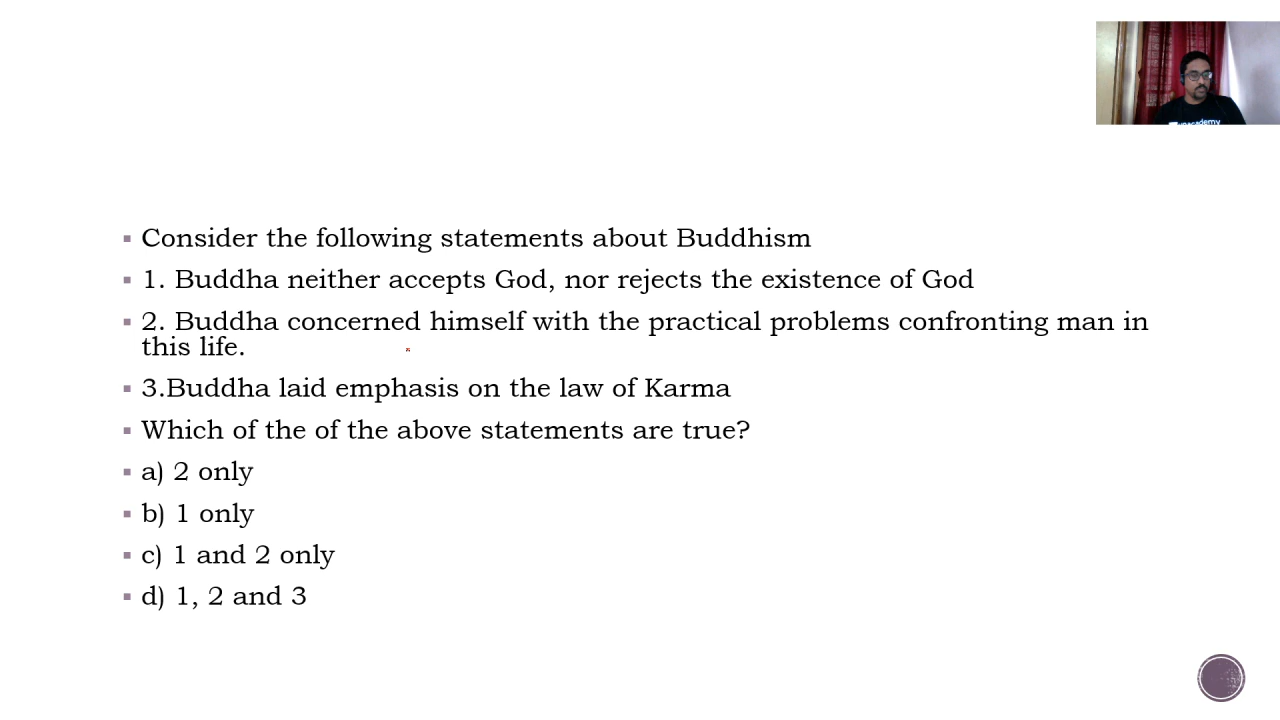 Consider the following statements about Buddhism
1. Buddha neither accepts God, nor rejects the existence of God
2. Buddha concerned himself with the practical problems confronting man in
this life.
3.Buddha laid emphasis on the law of Karma
Which of the of the above statements are true?
a) 2 only
b) 1 only
c) 1 and 2 only
d) 1, 2 and 3